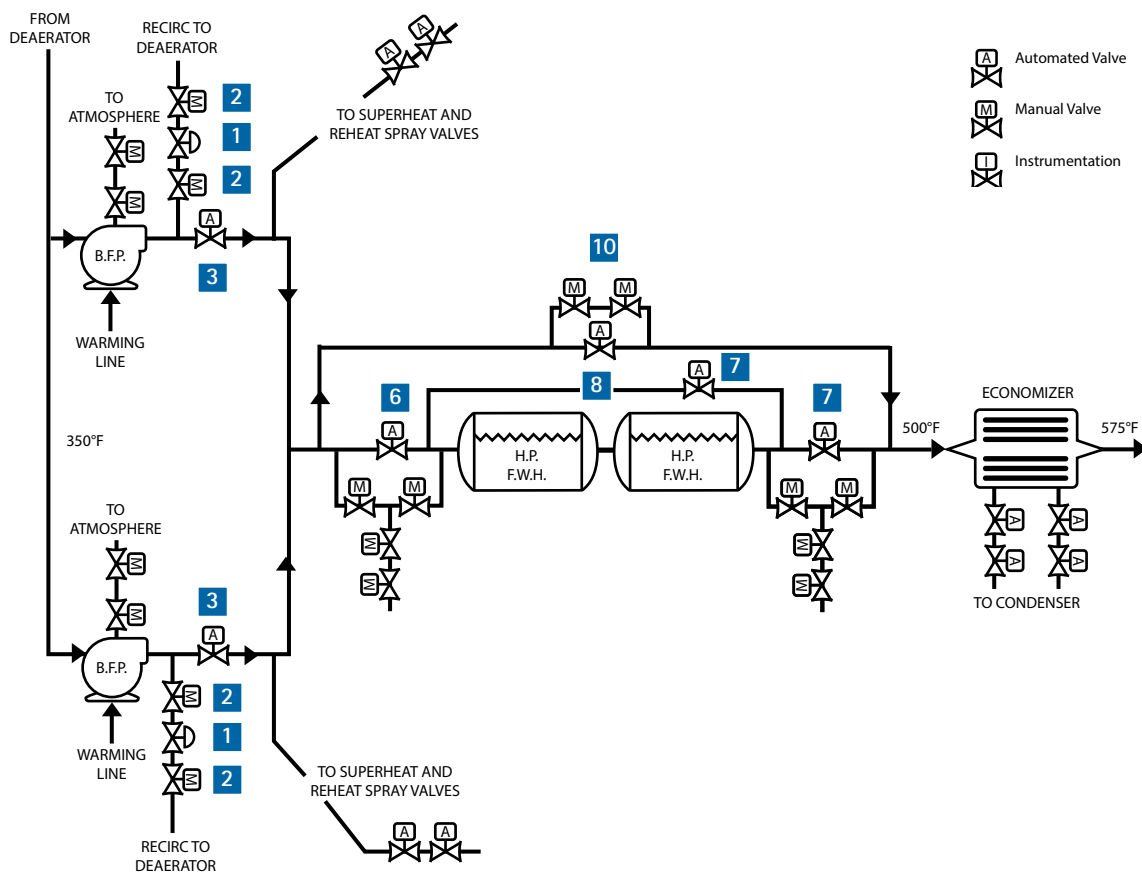 FROM
DEAERATOR
RECIRC TO
DEAERATOR
TO
ATMOSPHERE
M
M
M
2
1
M
2
A
3
B.F.P.
WARMING
LINE
A
A
TO SUPERHEAT AND
REHEAT SPRAY VALVES
A
Automated Valve
M
Manual Valve
I
Instrumentation
10
M
M
A
A
7
8
6
A
7
A
H.P.
F.W.H.
H.P.
F.W.H.
M
M
M
M
M
M
M
M
350°F
500°F
ECONOMIZER
575°F
A
A
A
A
TO CONDENSER
TO
ATMOSPHERE
M
M
3
A
B.F.P.
WARMING
LINE
M
2
1
M
2
RECIRC TO
DEAERATOR
TO SUPERHEAT AND
REHEAT SPRAY VALVES
A
A